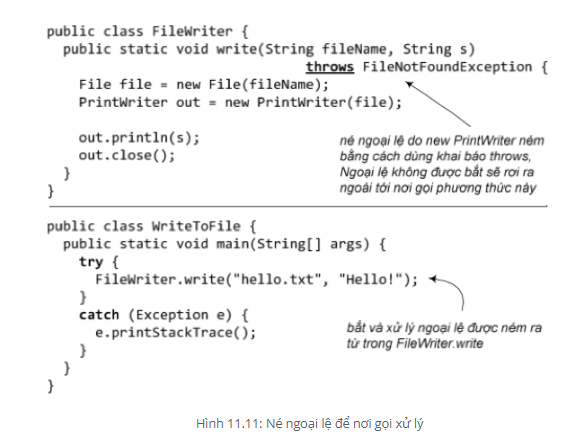 public class FileWriter {
public static void write(String fileName, String s)
throws FileNotFoundException {
File file = new File(fileName);
PrintWriter out = new PrintWriter(file);
out.println(s);
out.close();
}
}
né ngoại lệ do new PrintWriter ném
bằng cách dùng khai báo throws,
Ngoại lệ không được bắt sẽ rơi ra
ngoài tới nơi gọi phương thức này
public class WriteToFile {
public static void main(String[] args) {
try {
FileWriter.write("hello.txt", "Hello!");
}
catch (Exception e) {
e.printStackTrace();
}
}
}
bắt và xử lý ngoại lệ được ném ra
từ trong FileWriter.write
Hình 11.11: Né ngoại lệ để nơi gọi xử lý